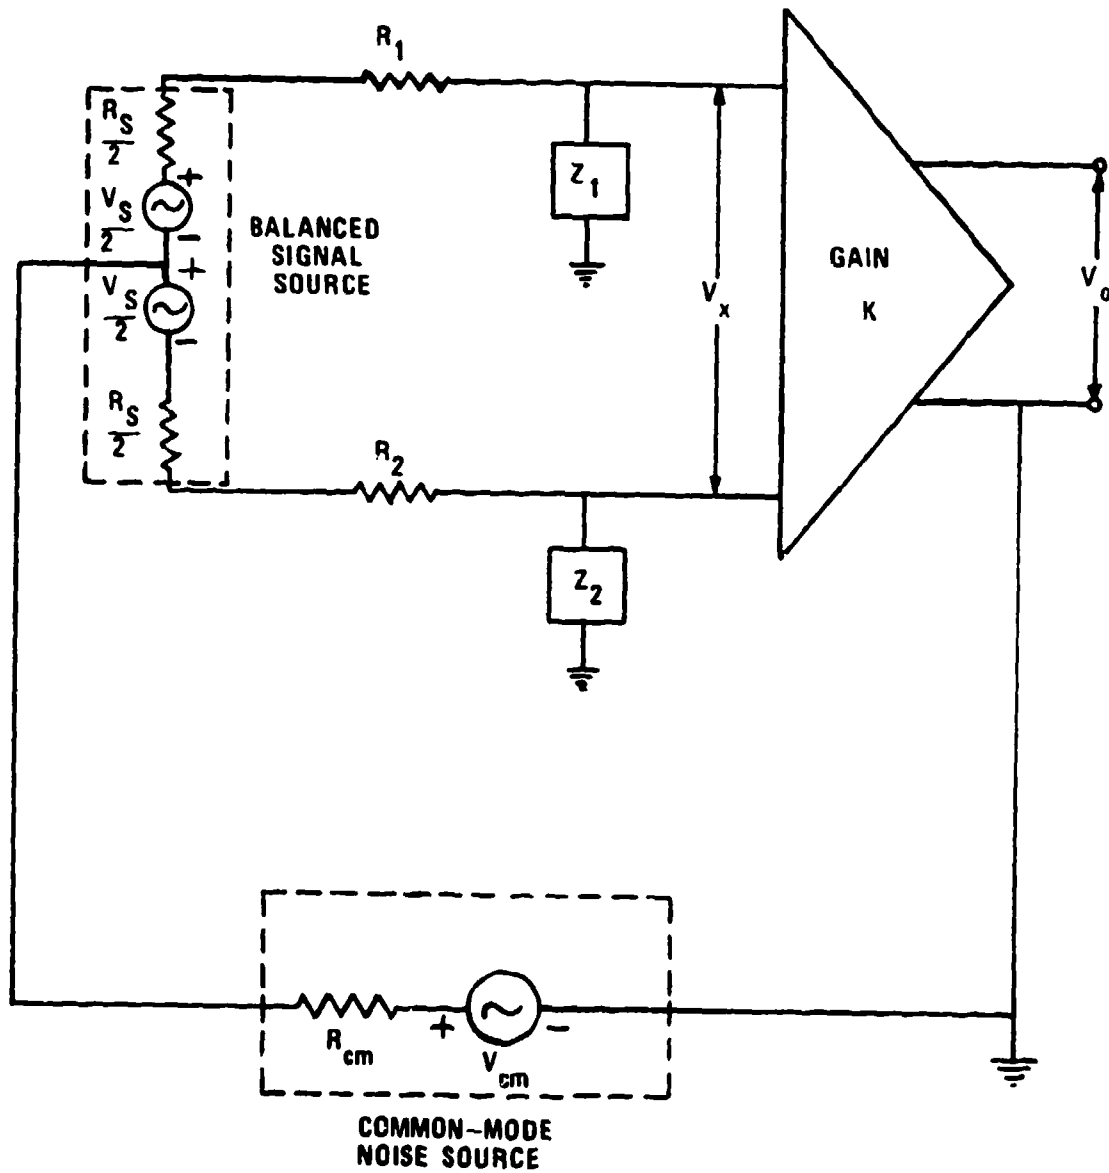 R1
RS
2
VS
2
VS
2
RS
2
BALANCED
SIGNAL
SOURCE
+
−
+
−
Z1
Vx
GAIN
K
Vo
R2
Z2
Rcm
+
−
Vcm
COMMON-MODE
NOISE SOURCE